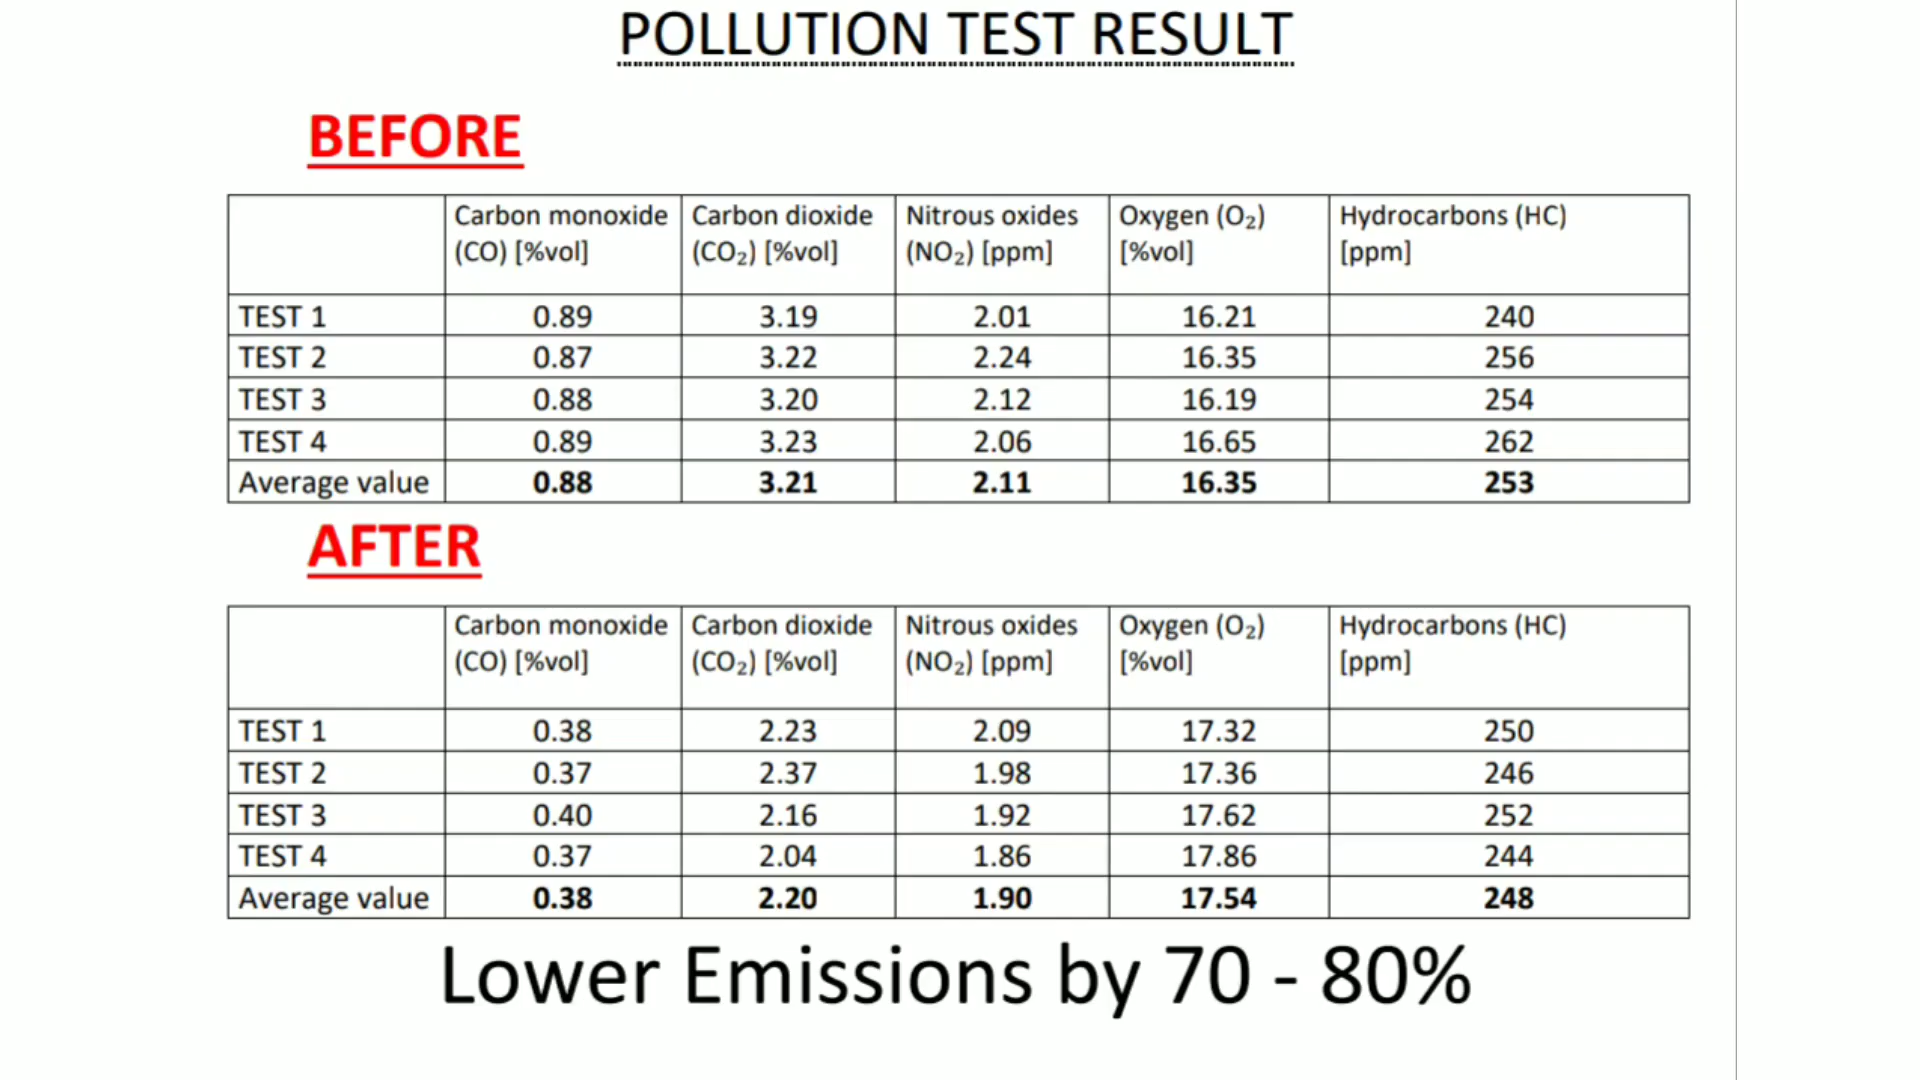 POLLUTION TEST RESULT
BEFORE
Carbon monoxide (CO) [%vol] Carbon dioxide (CO₂) [%vol] Nitrous oxides (NO₂) [ppm] Oxygen (O₂) [%vol] Hydrocarbons (HC) [ppm]
TEST 1 0.89 3.19 2.01 16.21 240
TEST 2 0.87 3.22 2.24 16.35 256
TEST 3 0.88 3.20 2.12 16.19 254
TEST 4 0.89 3.23 2.06 16.65 262
Average value 0.88 3.21 2.11 16.35 253
AFTER
Carbon monoxide (CO) [%vol] Carbon dioxide (CO₂) [%vol] Nitrous oxides (NO₂) [ppm] Oxygen (O₂) [%vol] Hydrocarbons (HC) [ppm]
TEST 1 0.38 2.23 2.09 17.32 250
TEST 2 0.37 2.37 1.98 17.36 246
TEST 3 0.40 2.16 1.92 17.62 252
TEST 4 0.37 2.04 1.86 17.86 244
Average value 0.38 2.20 1.90 17.54 248
Lower Emissions by 70 - 80%